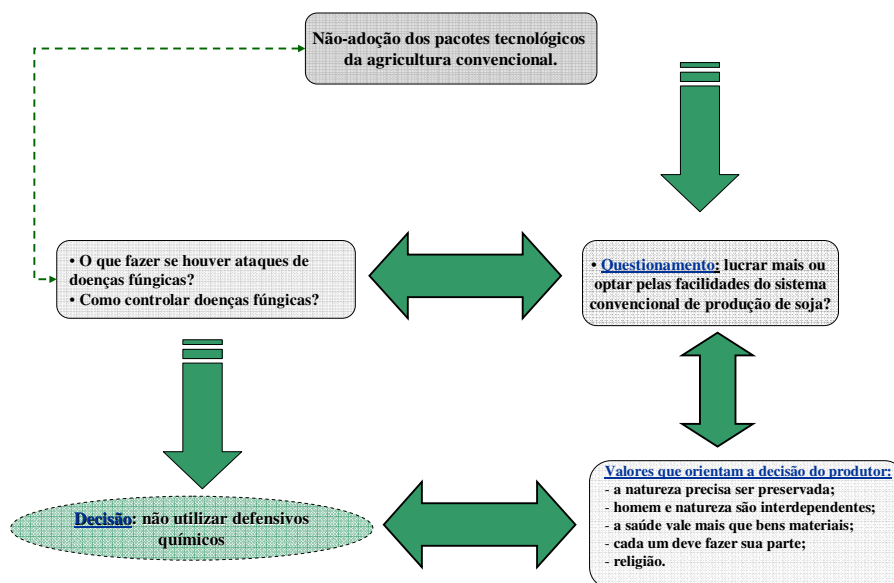 Não-adoção dos pacotes tecnológicos
da agricultura convencional.
• O que fazer se houver ataques de
doenças fúngicas?
• Como controlar doenças fúngicas?
• Questionamento: lucrar mais ou
optar pelas facilidades do sistema
convencional de produção de soja?
Decisão: não utilizar defensivos
químicos
Valores que orientam a decisão do produtor:
- a natureza precisa ser preservada;
- homem e natureza são interdependentes;
- a saúde vale mais que bens materiais;
- cada um deve fazer sua parte;
- religião.